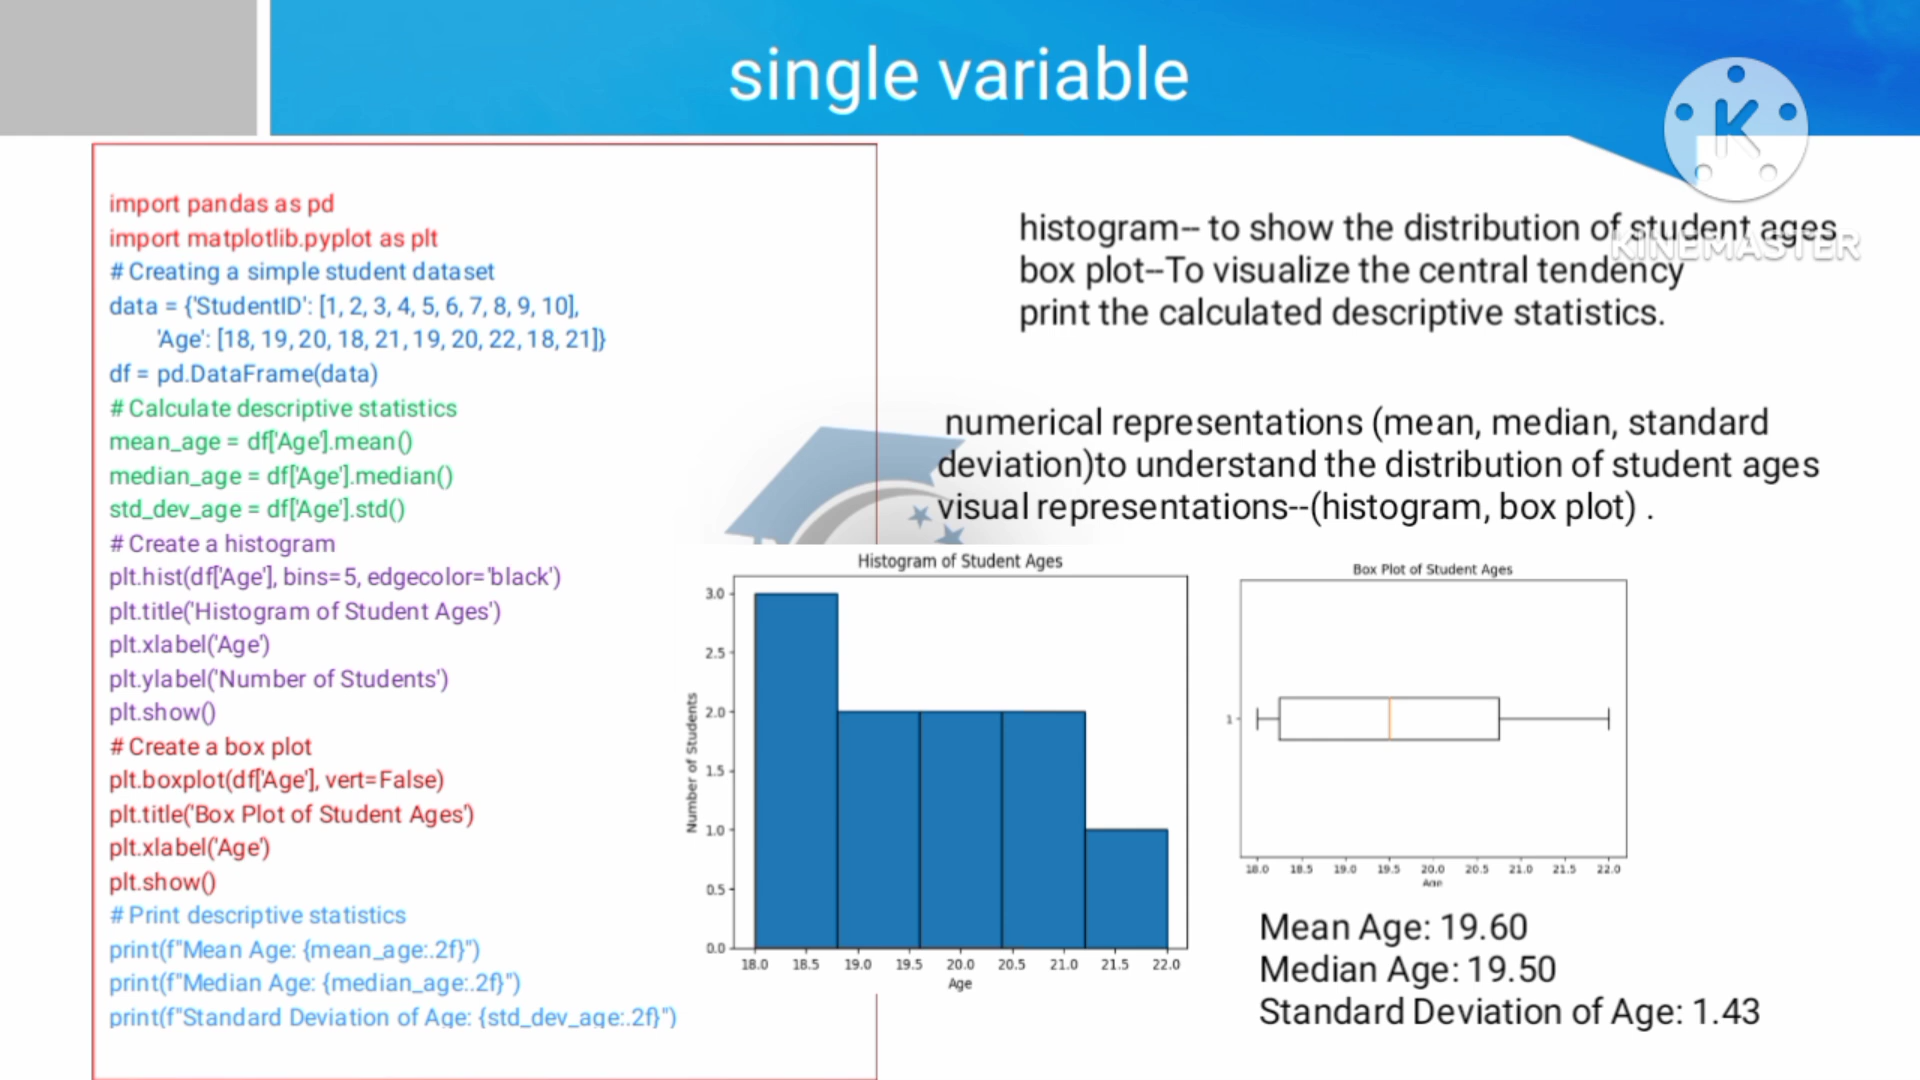 single variable
K
KINEMASTER
import pandas as pd
import matplotlib.pyplot as plt
# Creating a simple student dataset
data = {'StudentID': [1, 2, 3, 4, 5, 6, 7, 8, 9, 10],
'Age': [18, 19, 20, 18, 21, 19, 20, 22, 18, 21]}
df = pd.DataFrame(data)
# Calculate descriptive statistics
mean_age = df['Age'].mean()
median_age = df['Age'].median()
std_dev_age = df['Age'].std()
# Create a histogram
plt.hist(df['Age'], bins=5, edgecolor='black')
plt.title('Histogram of Student Ages')
plt.xlabel('Age')
plt.ylabel('Number of Students')
plt.show()
# Create a box plot
plt.boxplot(df['Age'], vert=False)
plt.title('Box Plot of Student Ages')
plt.xlabel('Age')
plt.show()
# Print descriptive statistics
print(f"Mean Age: {mean_age:.2f}")
print(f"Median Age: {median_age:.2f}")
print(f"Standard Deviation of Age: {std_dev_age:.2f}")
histogram-- to show the distribution of student ages
box plot--To visualize the central tendency
print the calculated descriptive statistics.
numerical representations (mean, median, standard
deviation)to understand the distribution of student ages
visual representations--(histogram, box plot) .
Histogram of Student Ages
3.0
2.5
2.0
1.5
1.0
0.5
0.0
Number of Students
18.0 18.5 19.0 19.5 20.0 20.5 21.0 21.5 22.0
Age
Box Plot of Student Ages
1
18.0 18.5 19.0 19.5 20.0 20.5 21.0 21.5 22.0
Age
Mean Age: 19.60
Median Age: 19.50
Standard Deviation of Age: 1.43